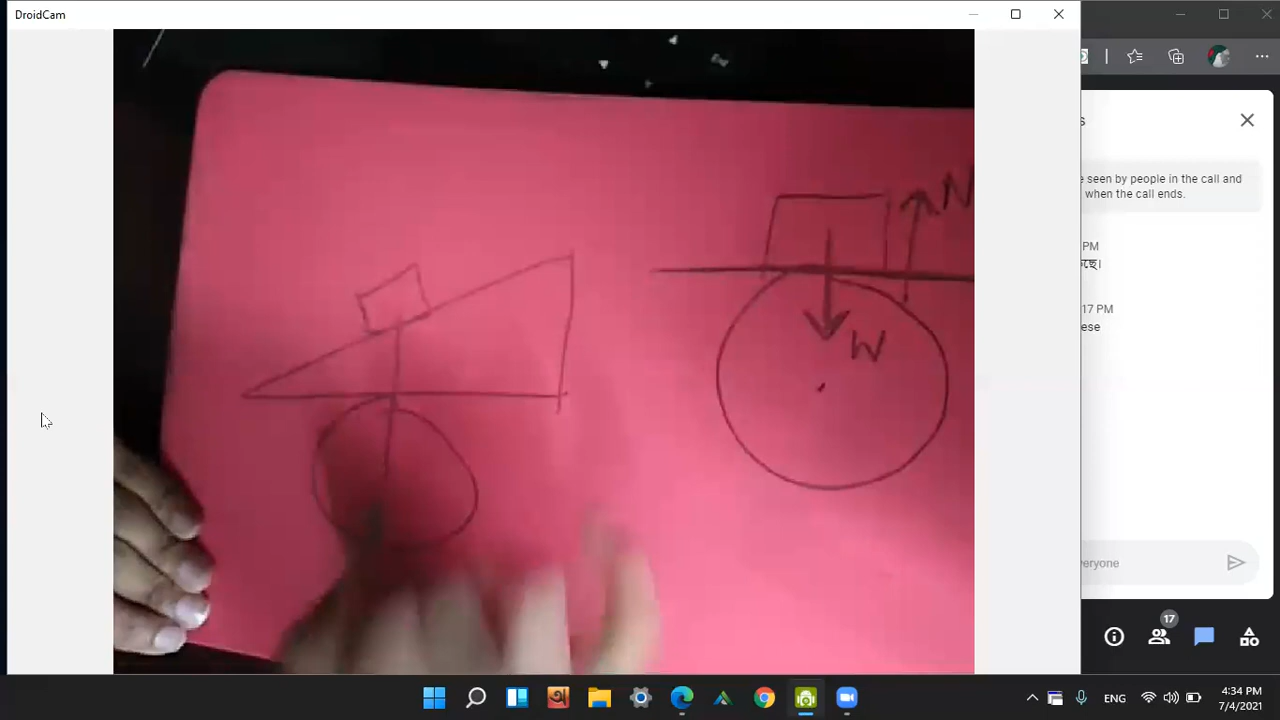 DroidCam
s
e seen by people in the call and
when the call ends.
PM
ছে।
N
17 PM
ese
W
veryone
17
ENG
4:34 PM
7/4/2021